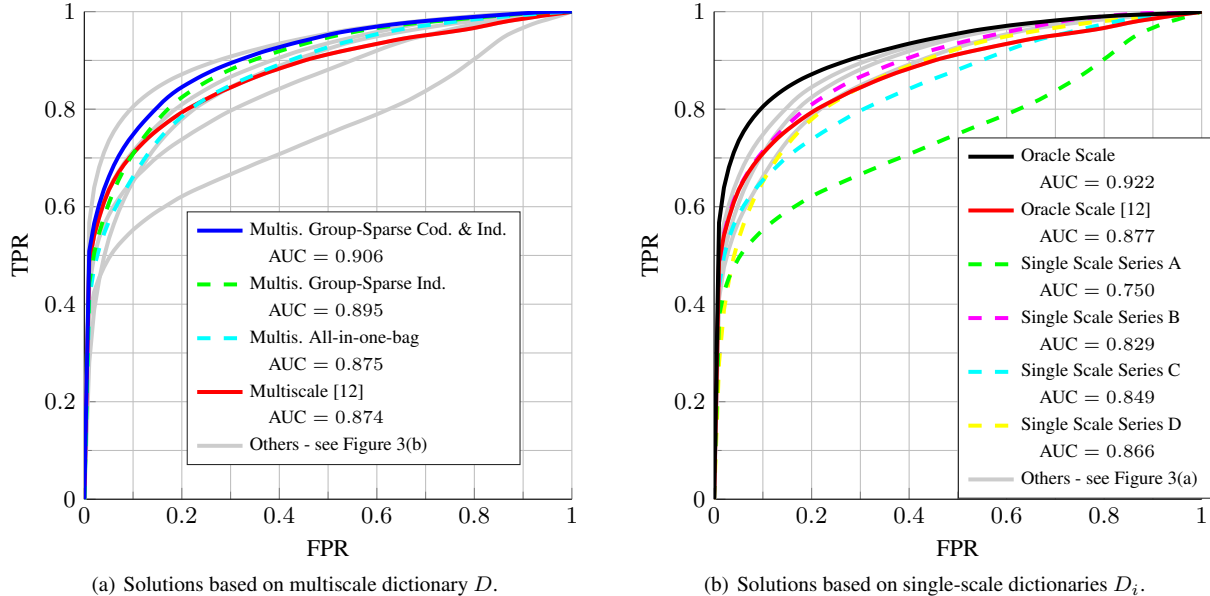 1
0.8
0.6
0.4
0.2
0
TPR
0 0.2 0.4 0.6 0.8 1
FPR
Multis. Group-Sparse Cod. & Ind.
AUC = 0.906
Multis. Group-Sparse Ind.
AUC = 0.895
Multis. All-in-one-bag
AUC = 0.875
Multiscale [12]
AUC = 0.874
Others - see Figure 3(b)
(a) Solutions based on multiscale dictionary D.
1
0.8
0.6
0.4
0.2
0
TPR
0 0.2 0.4 0.6 0.8 1
FPR
Oracle Scale
AUC = 0.922
Oracle Scale [12]
AUC = 0.877
Single Scale Series A
AUC = 0.750
Single Scale Series B
AUC = 0.829
Single Scale Series C
AUC = 0.849
Single Scale Series D
AUC = 0.866
Others - see Figure 3(a)
(b) Solutions based on single-scale dictionaries Di.